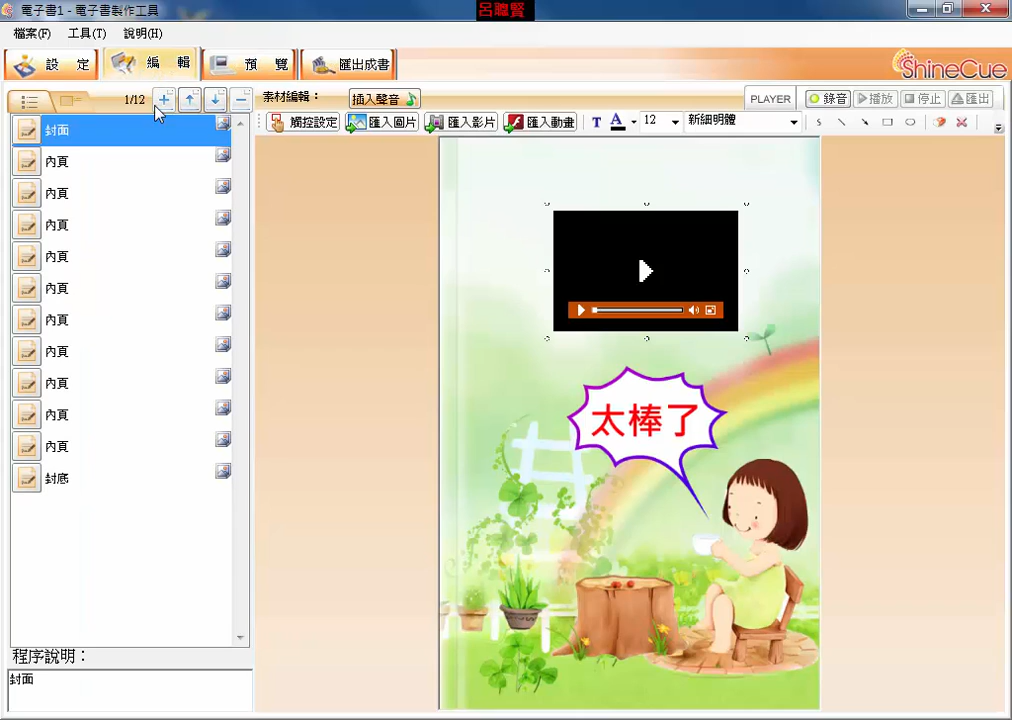 電子書1 - 電子書製作工具
呂聰賢
檔案(F) 工具(T) 說明(H)
設 定 編 輯 預 覽 匯出成書
ShineCue
1/12 素材編輯： 插入聲音 PLAYER 錄音 播放 停止 匯出
觸控設定 匯入圖片 匯入影片 匯入動畫 T A 12 新細明體
封面
內頁
內頁
內頁
內頁
內頁
內頁
內頁
內頁
內頁
內頁
封底
太棒了
程序說明：
封面